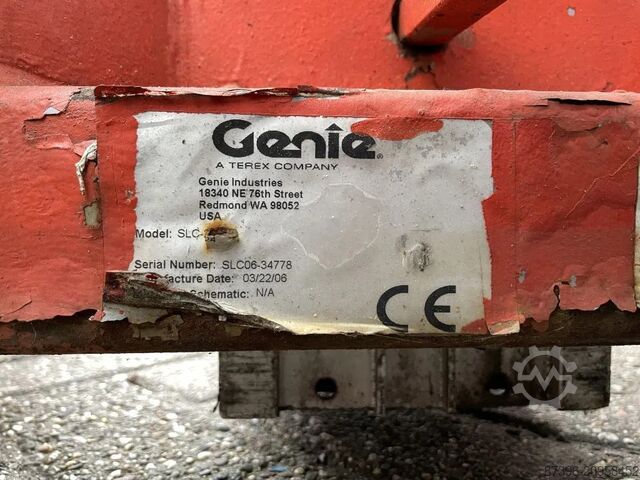 Genie®
A TEREX COMPANY
Genie Industries
18340 NE 76th Street
Redmond WA 98052
USA
Model: SLC-
Serial Number: SLC06-34778
facture Date: 03/22/06
chematic: N/A
CE